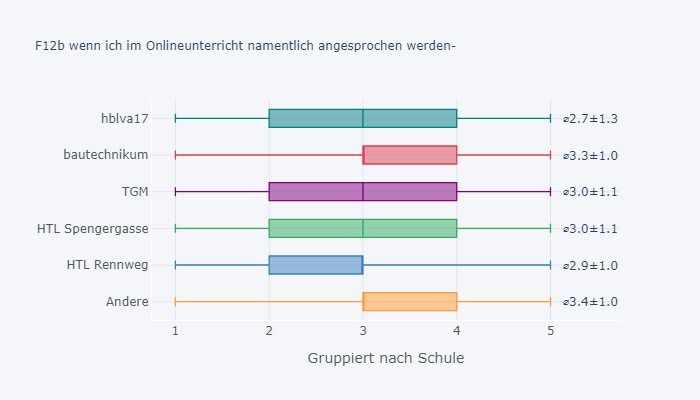 F12b wenn ich im Onlineunterricht namentlich angesprochen werden-
hblva17 ⌀2.7±1.3
bautechnikum ⌀3.3±1.0
TGM ⌀3.0±1.1
HTL Spengergasse ⌀3.0±1.1
HTL Rennweg ⌀2.9±1.0
Andere ⌀3.4±1.0
1 2 3 4 5
Gruppiert nach Schule